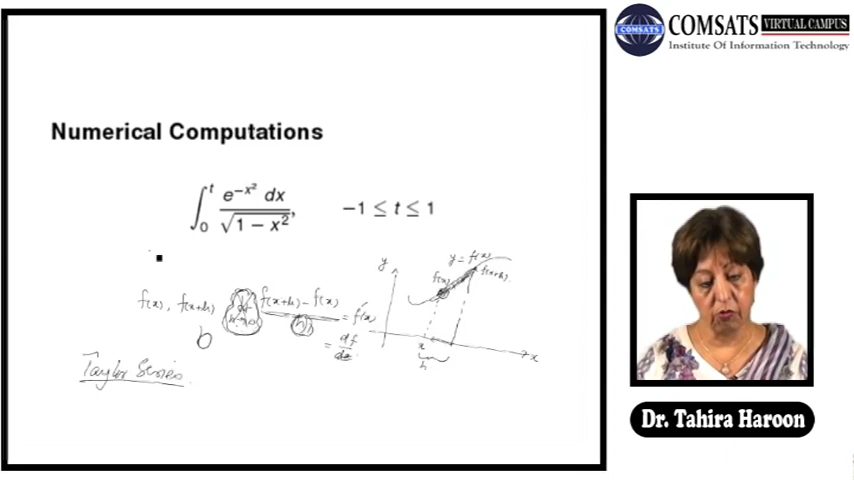 COMSATS
COMSATS VIRTUAL CAMPUS
Institute Of Information Technology
Numerical Computations
∫₀ᵗ e^(-x²) dx / √(1 - x²), -1 ≤ t ≤ 1
y
y = f(x)
f(x)
f(x+h)
f(x), f(x+h) h→0 f(x+h) - f(x) / h = f'(x)
= df/dx
x
h
x
Taylor Series
Dr. Tahira Haroon